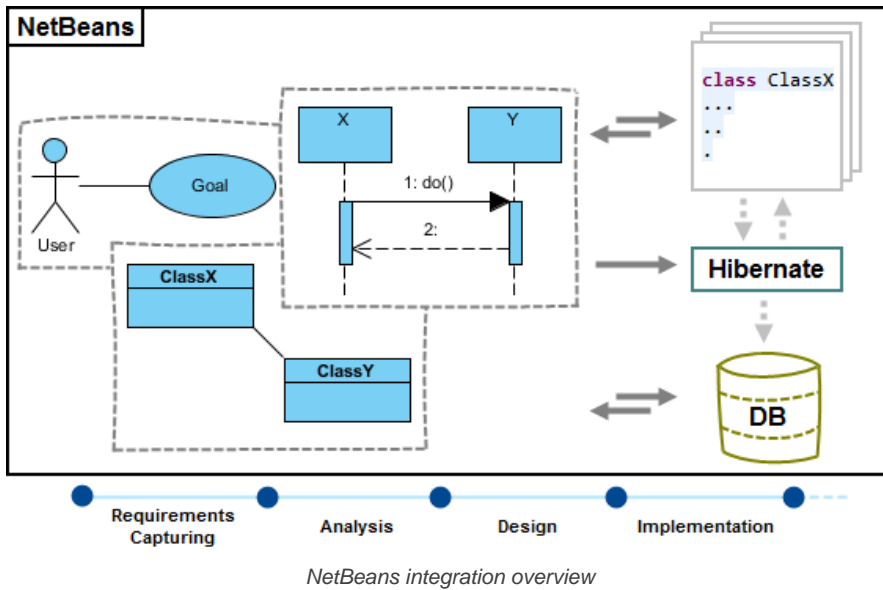 NetBeans
X
Y
class ClassX
...
..
.
1: do()
Goal
2:
User
Hibernate
ClassX
ClassY
DB
Requirements
Capturing
Analysis
Design
Implementation
NetBeans integration overview